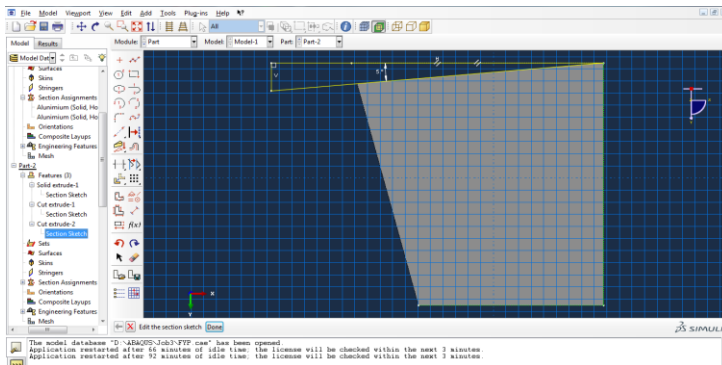 File Model Viewport View Edit Add Tools Plug-ins Help
All
Model Results Module: Part Model: Model-1 Part: Part-2
Model Dat
Surfaces
Skins
Stringers
Section Assignments
Alunimium (Solid, Ho
Alunimium (Solid, Ho
Orientations
Composite Layups
Engineering Features
Mesh
Part-2
Features (3)
Solid extrude-1
Section Sketch
Cut extrude-1
Section Sketch
Cut extrude-2
Section Sketch
Sets
Surfaces
Skins
Stringers
Section Assignments
Orientations
Composite Layups
Engineering Features
Mesh
f(x)
V
5.°
X
Y
Edit the section sketch Done
SIMULI
The model database "D:\ABAQUS\Job3\FYP.cae" has been opened.
Application restarted after 66 minutes of idle time; the license will be checked within the next 3 minutes.
Application restarted after 92 minutes of idle time; the license will be checked within the next 3 minutes.